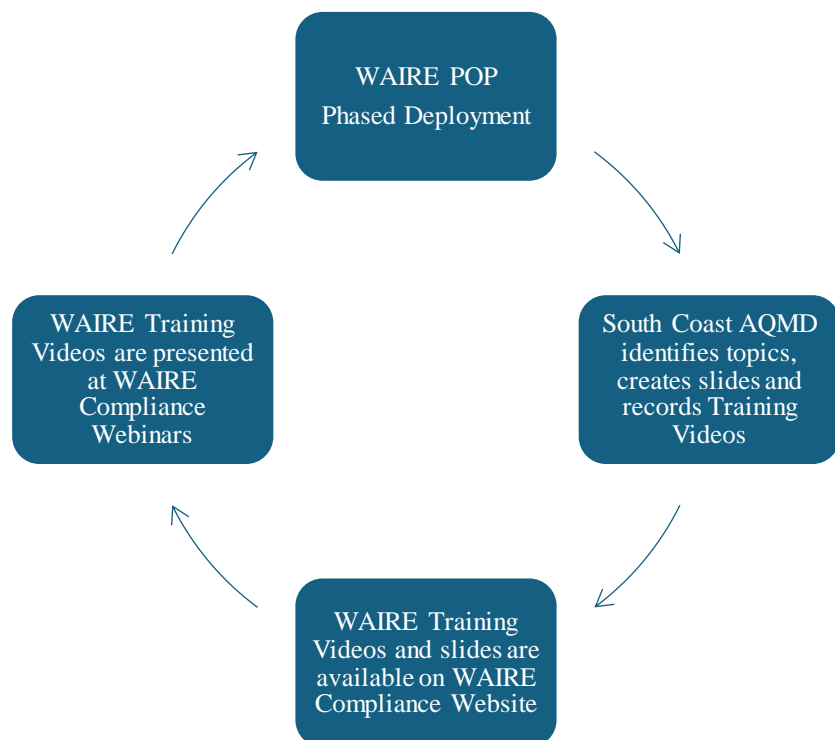 WAIRE POP
Phased Deployment
South Coast AQMD
identifies topics,
creates slides and
records Training
Videos
WAIRE Training
Videos and slides are
available on WAIRE
Compliance Website
WAIRE Training
Videos are presented
at WAIRE
Compliance
Webinars